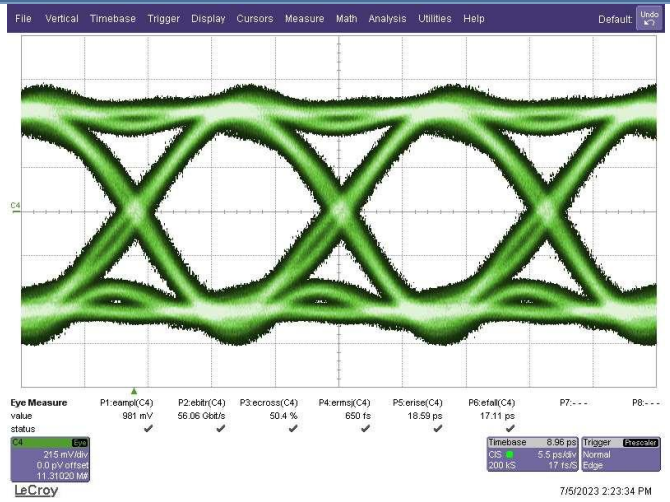 File Vertical Timebase Trigger Display Cursors Measure Math Analysis Utilities Help Default Undo
C4
Eye Measure P1:eampl(C4) P2:ebitr(C4) P3:ecross(C4) P4:ermsj(C4) P5:erise(C4) P6:efall(C4) P7:- - - P8:- - -
value 981 mV 56.06 Gbit/s 50.4 % 650 fs 18.59 ps 17.11 ps
status
C4 Eye
215 mV/div
0.0 pV offset
11.31020 M#
Timebase 8.96 ps
CIS 5.5 ps/div
200 kS 17 fs/S
Trigger Prescaler
Normal
Edge
LeCroy
7/5/2023 2:23:34 PM